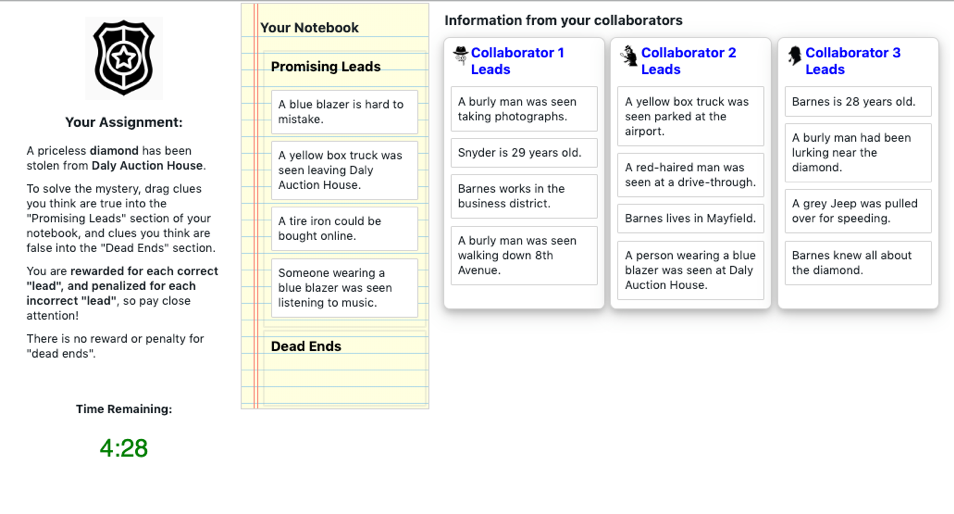 Your Assignment:
A priceless diamond has been
stolen from Daly Auction House.
To solve the mystery, drag clues
you think are true into the
"Promising Leads" section of your
notebook, and clues you think are
false into the "Dead Ends" section.
You are rewarded for each correct
"lead", and penalized for each
incorrect "lead", so pay close
attention!
There is no reward or penalty for
"dead ends".
Time Remaining:
4:28
Your Notebook
Promising Leads
A blue blazer is hard to
mistake.
A yellow box truck was
seen leaving Daly
Auction House.
A tire iron could be
bought online.
Someone wearing a
blue blazer was seen
listening to music.
Dead Ends
Information from your collaborators
Collaborator 1
Leads
A burly man was seen
taking photographs.
Snyder is 29 years old.
Barnes works in the
business district.
A burly man was seen
walking down 8th
Avenue.
Collaborator 2
Leads
A yellow box truck was
seen parked at the
airport.
A red-haired man was
seen at a drive-through.
Barnes lives in Mayfield.
A person wearing a blue
blazer was seen at Daly
Auction House.
Collaborator 3
Leads
Barnes is 28 years old.
A burly man had been
lurking near the
diamond.
A grey Jeep was pulled
over for speeding.
Barnes knew all about
the diamond.